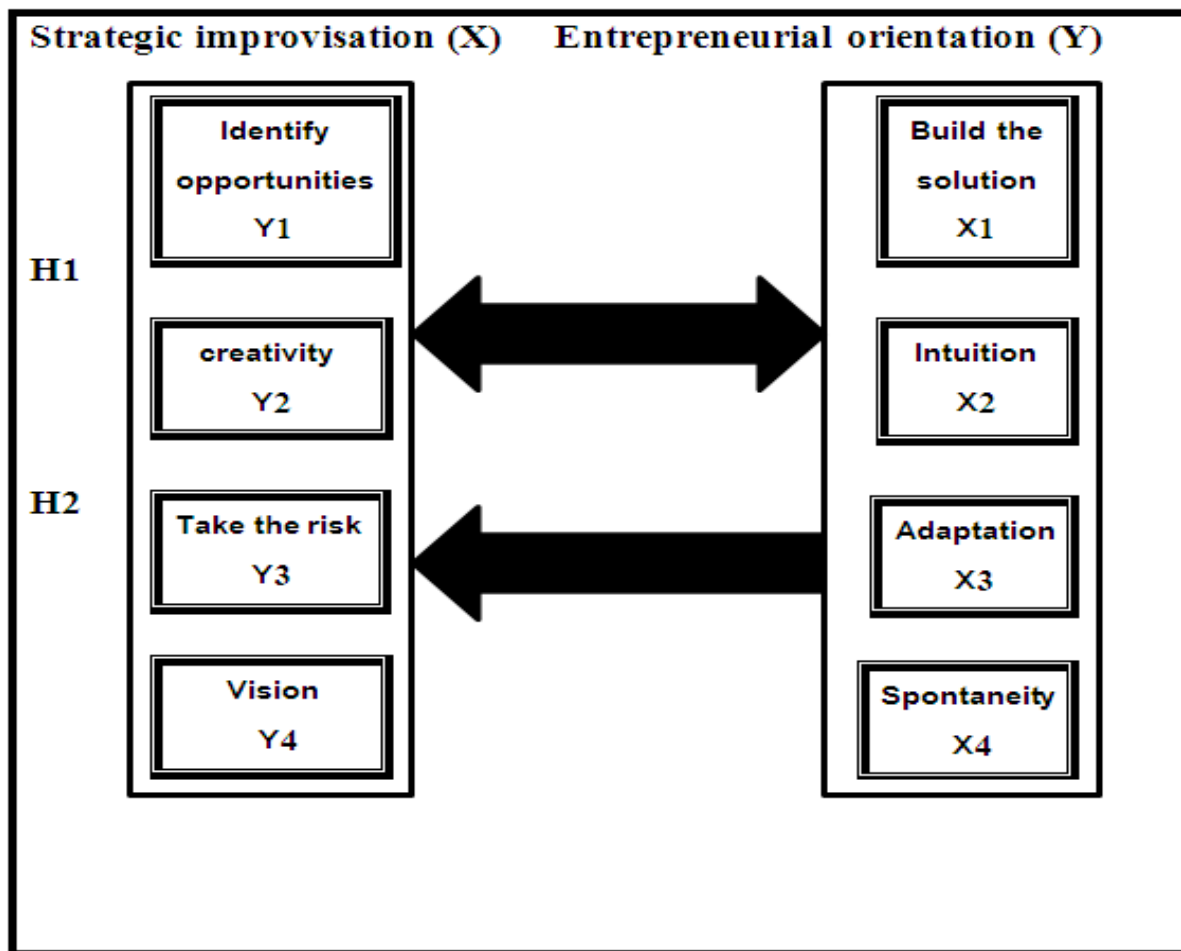 Strategic improvisation (X) Entrepreneurial orientation (Y)
Identify
opportunities
Y1
H1
creativity
Y2
H2
Take the risk
Y3
Vision
Y4
Build the
solution
X1
Intuition
X2
Adaptation
X3
Spontaneity
X4